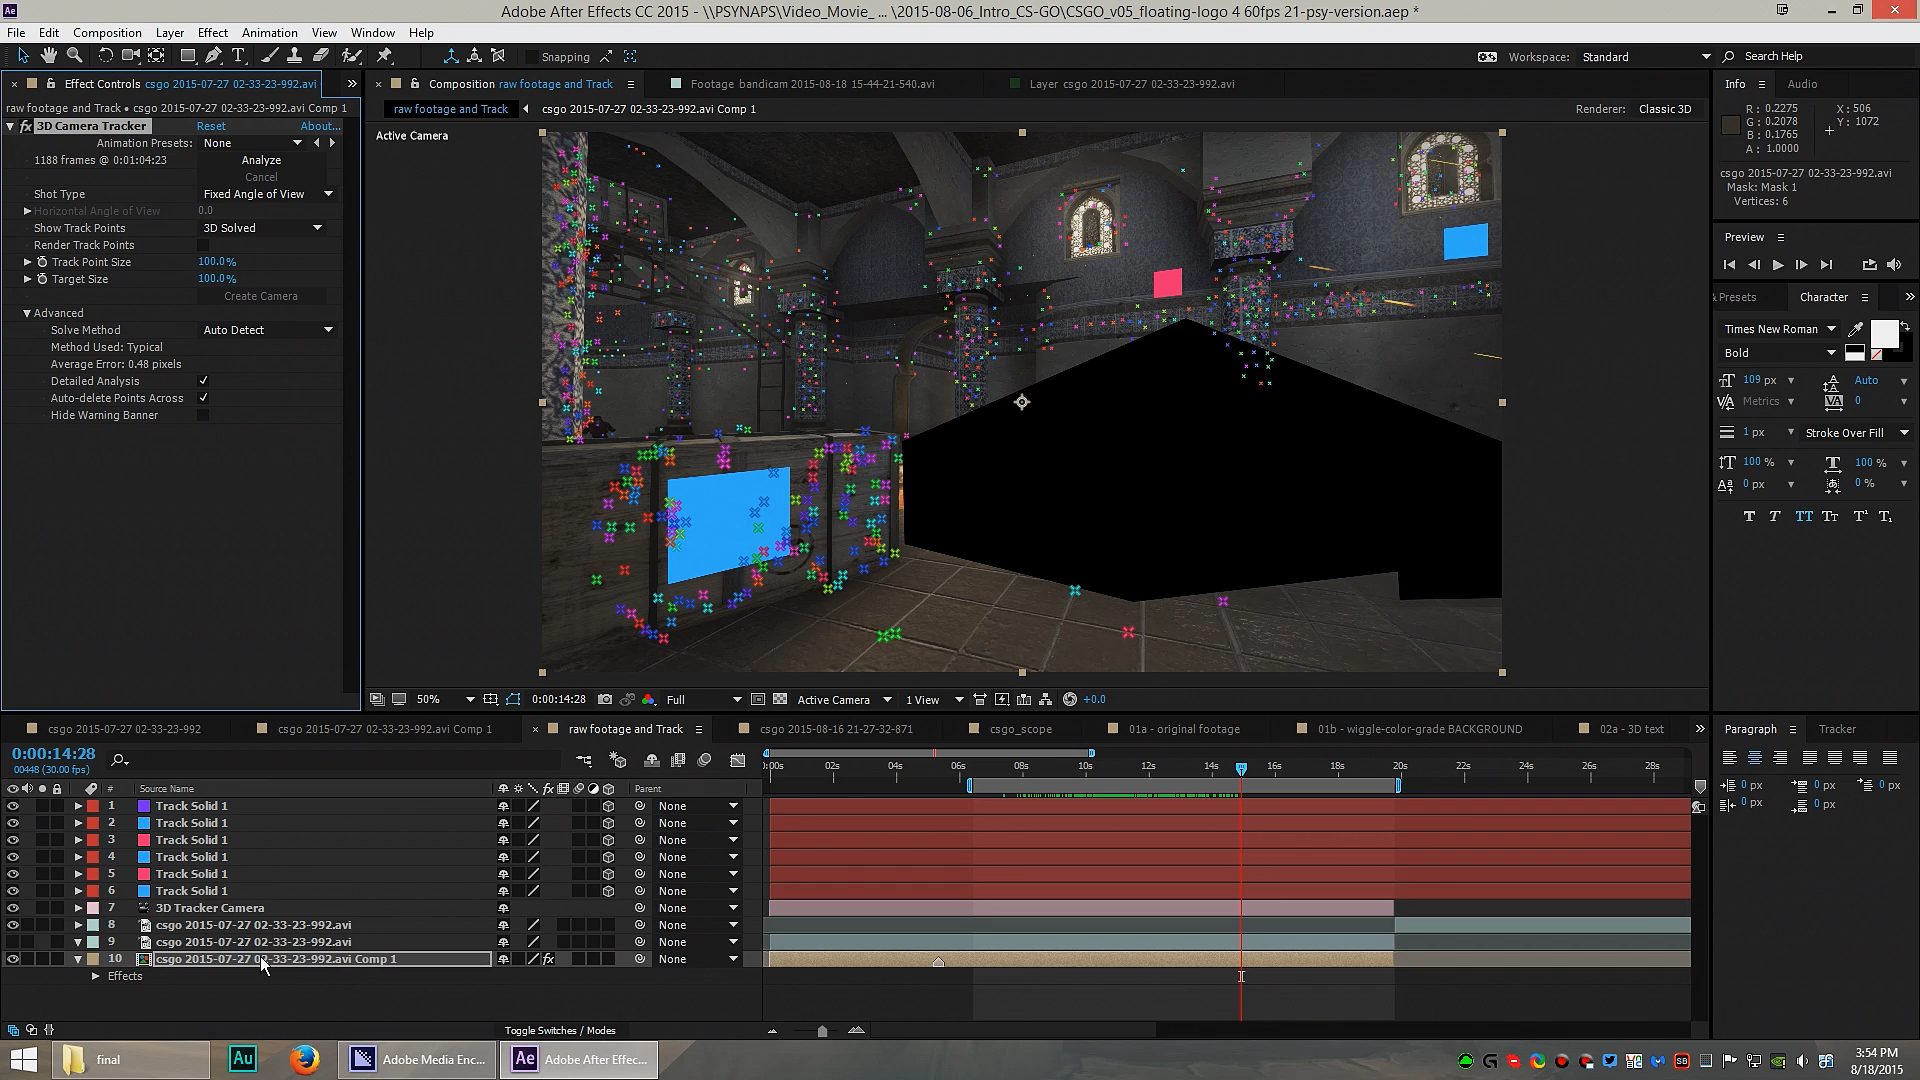 Ae Adobe After Effects CC 2015 - \\PSYNAPS\Video_Movie_ ... \2015-08-06_Intro_CS-GO\CSGO_v05_floating-logo 4 60fps 21-psy-version.aep *
File Edit Composition Layer Effect Animation View Window Help
Snapping
Workspace: Standard
Search Help
Effect Controls csgo 2015-07-27 02-33-23-992.avi
raw footage and Track • csgo 2015-07-27 02-33-23-992.avi Comp 1
fx 3D Camera Tracker Reset About...
Animation Presets: None
1188 frames @ 0:01:04:23 Analyze
Cancel
Shot Type Fixed Angle of View
Horizontal Angle of View 0.0
Show Track Points 3D Solved
Render Track Points
Track Point Size 100.0%
Target Size 100.0%
Create Camera
Advanced
Solve Method Auto Detect
Method Used: Typical
Average Error: 0.48 pixels
Detailed Analysis
Auto-delete Points Across
Hide Warning Banner
Composition raw footage and Track
Footage bandicam 2015-08-18 15-44-21-540.avi
Layer csgo 2015-07-27 02-33-23-992.avi
raw footage and Track csgo 2015-07-27 02-33-23-992.avi Comp 1
Renderer: Classic 3D
Active Camera
50% 0:00:14:28 Full Active Camera 1 View +0.0
Info Audio
R: 0.2275 X: 506
G: 0.2078 Y: 1072
B: 0.1765
A: 1.0000
csgo 2015-07-27 02-33-23-992.avi
Mask: Mask 1
Vertices: 6
Preview
& Presets Character
Times New Roman
Bold
109 px Auto
Metrics 0
1 px Stroke Over Fill
100 % 100 %
0 px 0 %
T T TT Tt T¹ T₁
csgo 2015-07-27 02-33-23-992
csgo 2015-07-27 02-33-23-992.avi Comp 1
raw footage and Track
csgo 2015-08-16 21-27-32-871
csgo_scope
01a - original footage
01b - wiggle-color-grade BACKGROUND
02a - 3D text
0:00:14:28
00448 (30.00 fps)
# Source Name fx Parent
:00s 02s 04s 06s 08s 10s 12s 14s 16s 18s 20s 22s 24s 26s 28s
1 Track Solid 1 None
2 Track Solid 1 None
3 Track Solid 1 None
4 Track Solid 1 None
5 Track Solid 1 None
6 Track Solid 1 None
7 3D Tracker Camera None
8 csgo 2015-07-27 02-33-23-992.avi None
9 csgo 2015-07-27 02-33-23-992.avi None
10 csgo 2015-07-27 02-33-23-992.avi Comp 1 fx None
Effects
Toggle Switches / Modes
Paragraph Tracker
0 px 0 px 0 px
0 px 0 px
final
Au
Adobe Media Enc...
Ae Adobe After Effec...
SB
3:54 PM
8/18/2015